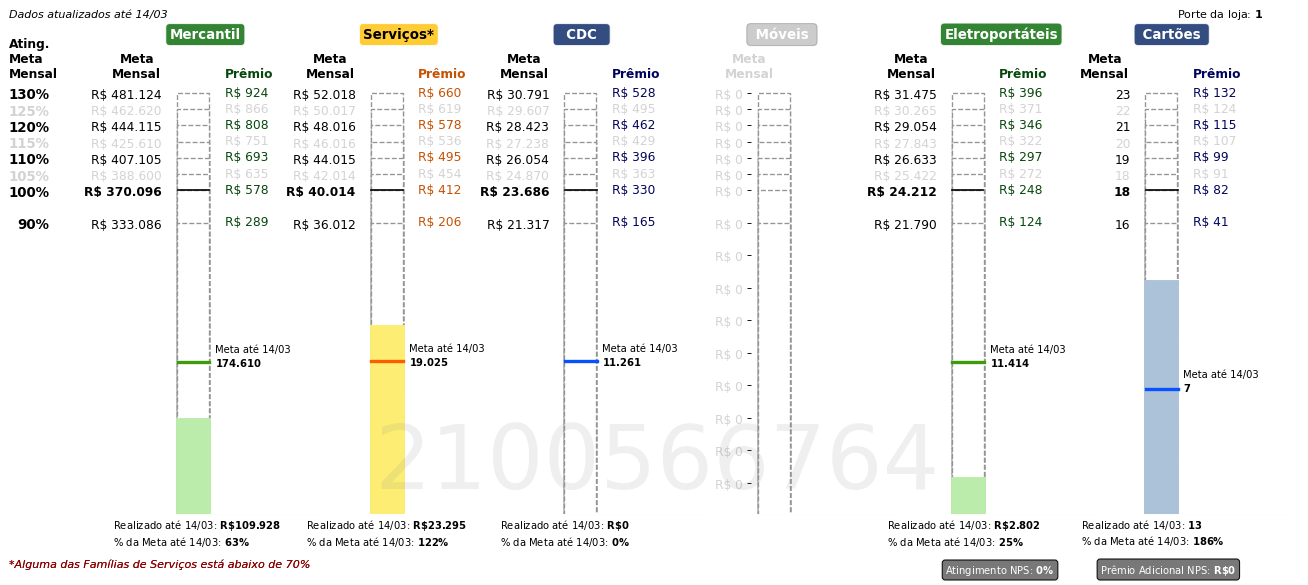 Dados atualizados até 14/03
Porte da loja: 1
Mercantil Serviços* CDC Móveis Eletroportáteis Cartões
Ating.
Meta
Mensal
Meta
Mensal Prêmio Meta
Mensal Prêmio Meta
Mensal Prêmio Meta
Mensal Meta
Mensal Prêmio Meta
Mensal Prêmio
130% R$ 481.124 R$ 924 R$ 52.018 R$ 660 R$ 30.791 R$ 528 R$ 0 R$ 31.475 R$ 396 23 R$ 132
125% R$ 462.620 R$ 866 R$ 50.017 R$ 619 R$ 29.607 R$ 495 R$ 0 R$ 30.265 R$ 371 22 R$ 124
120% R$ 444.115 R$ 808 R$ 48.016 R$ 578 R$ 28.423 R$ 462 R$ 0 R$ 29.054 R$ 346 21 R$ 115
115% R$ 425.610 R$ 751 R$ 46.016 R$ 536 R$ 27.238 R$ 429 R$ 0 R$ 27.843 R$ 322 20 R$ 107
110% R$ 407.105 R$ 693 R$ 44.015 R$ 495 R$ 26.054 R$ 396 R$ 0 R$ 26.633 R$ 297 19 R$ 99
105% R$ 388.600 R$ 635 R$ 42.014 R$ 454 R$ 24.870 R$ 363 R$ 0 R$ 25.422 R$ 272 18 R$ 91
100% R$ 370.096 R$ 578 R$ 40.014 R$ 412 R$ 23.686 R$ 330 R$ 0 R$ 24.212 R$ 248 18 R$ 82
90% R$ 333.086 R$ 289 R$ 36.012 R$ 206 R$ 21.317 R$ 165 R$ 0 R$ 21.790 R$ 124 16 R$ 41
R$ 0
R$ 0
R$ 0
R$ 0
R$ 0
R$ 0
R$ 0
R$ 0
Meta até 14/03
174.610
Meta até 14/03
19.025
Meta até 14/03
11.261
Meta até 14/03
11.414
Meta até 14/03
7
2100566764
Realizado até 14/03: R$109.928
% da Meta até 14/03: 63%
Realizado até 14/03: R$23.295
% da Meta até 14/03: 122%
Realizado até 14/03: R$0
% da Meta até 14/03: 0%
Realizado até 14/03: R$2.802
% da Meta até 14/03: 25%
Realizado até 14/03: 13
% da Meta até 14/03: 186%
*Alguma das Famílias de Serviços está abaixo de 70%
Atingimento NPS: 0%
Prêmio Adicional NPS: R$0